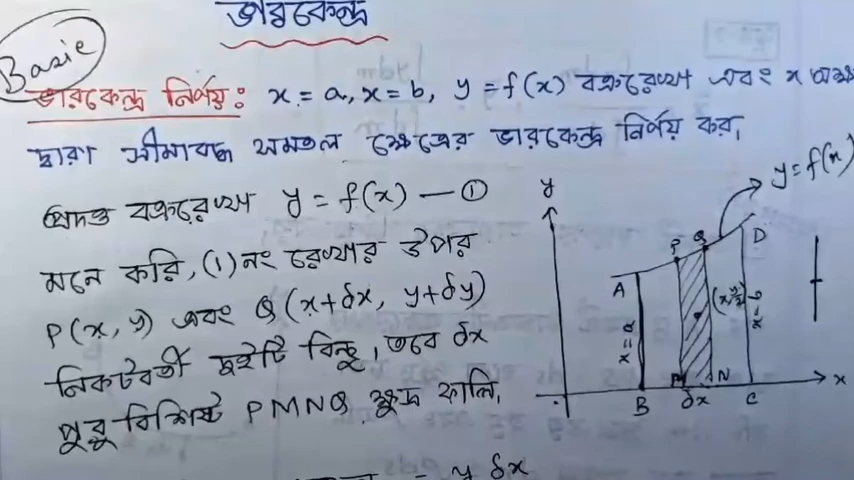 ভারকেন্দ্র
Basic
ভারকেন্দ্র নির্ণয়: x = a, x = b, y = f(x) বক্ররেখা এবং x অক্ষ
দ্বারা সীমাবদ্ধ সমতল ক্ষেত্রের ভারকেন্দ্র নির্ণয় কর।
প্রদত্ত বক্ররেখা y = f(x) — ①
মনে করি, (1) নং রেখার উপর
P(x, y) এবং Q (x+δx, y+δy)
নিকটবর্তী দুইটি বিন্দু, তবে δx
পুরু বিশিষ্ট PMNQ ক্ষুদ্র ফালি,
= y δx
y
y = f(x)
P Q D
A
(x, y/2)
x = a
x = b
M N
x
B δx C